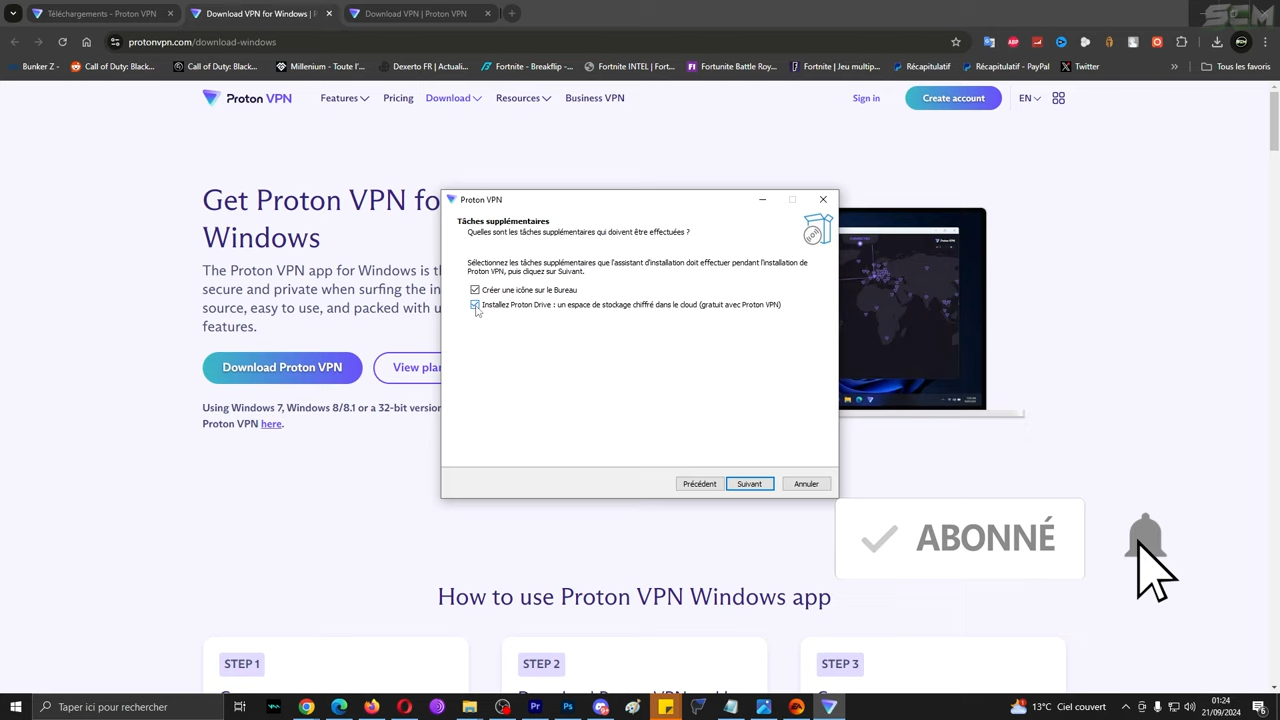 Téléchargements - Proton VPN
Download VPN Windows | P
Download VPN | Proton VPN
protonvpn.com/download-windows
Bunker Z -
Call of Duty: Black...
Call of Duty: Black...
Millenium - Toute l'...
Dexerto FR | Actuali...
Fortnite - Breakflip -...
Fortnite INTEL | Fort...
Fortnite Battle Roy...
Fortnite | Jeu multip...
Récapitulatif
Récapitulatif - PayPal
Tous les favoris
Proton VPN
Features
Pricing
Download
Resources
Business VPN
Sign in
Create account
EN
Get Proton VPN fo
Windows
The Proton VPN app for Windows is th
secure and private when surfing the in
source, easy to use, and packed with u
features.
Download Proton VPN
View plan
Using Windows 7, Windows 8/8.1 or a 32-bit version
Proton VPN here.
Proton VPN
Tâches supplémentaires
Quelles sont les tâches supplémentaires qui doivent être effectuées ?
Sélectionnez les tâches supplémentaires que l'assistant d'installation doit effectuer pendant l'installation de
Proton VPN, puis cliquez sur Suivant.
Créer une icône sur le Bureau
Installez Proton Drive : un espace de stockage chiffré dans le cloud (gratuit avec Proton VPN)
Précédent
Suivant
Annuler
ABONNÉ
How to use Proton VPN Windows app
STEP 1
STEP 2
STEP 3
Taper ici pour rechercher
13°C Ciel couvert
01:24
21/09/2024